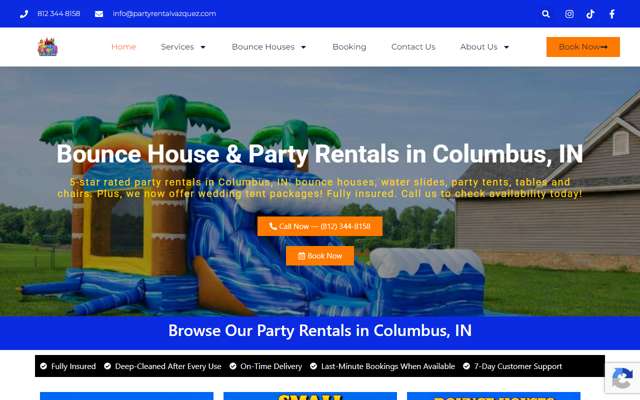 812 344 8158 info@partyrentalvazquez.com
Home Services Bounce Houses Booking Contact Us About Us Book Now
Bounce House & Party Rentals in Columbus, IN
5-star rated party rentals in Columbus, IN: bounce houses, water slides, party tents, tables and
chairs. Plus, we now offer wedding tent packages! Fully insured. Call us to check availability today!
Call Now — (812) 344-8158
Book Now
Browse Our Party Rentals in Columbus, IN
Fully Insured Deep-Cleaned After Every Use On-Time Delivery Last-Minute Bookings When Available 7-Day Customer Support
SMALL
BOUNCE HOUSES